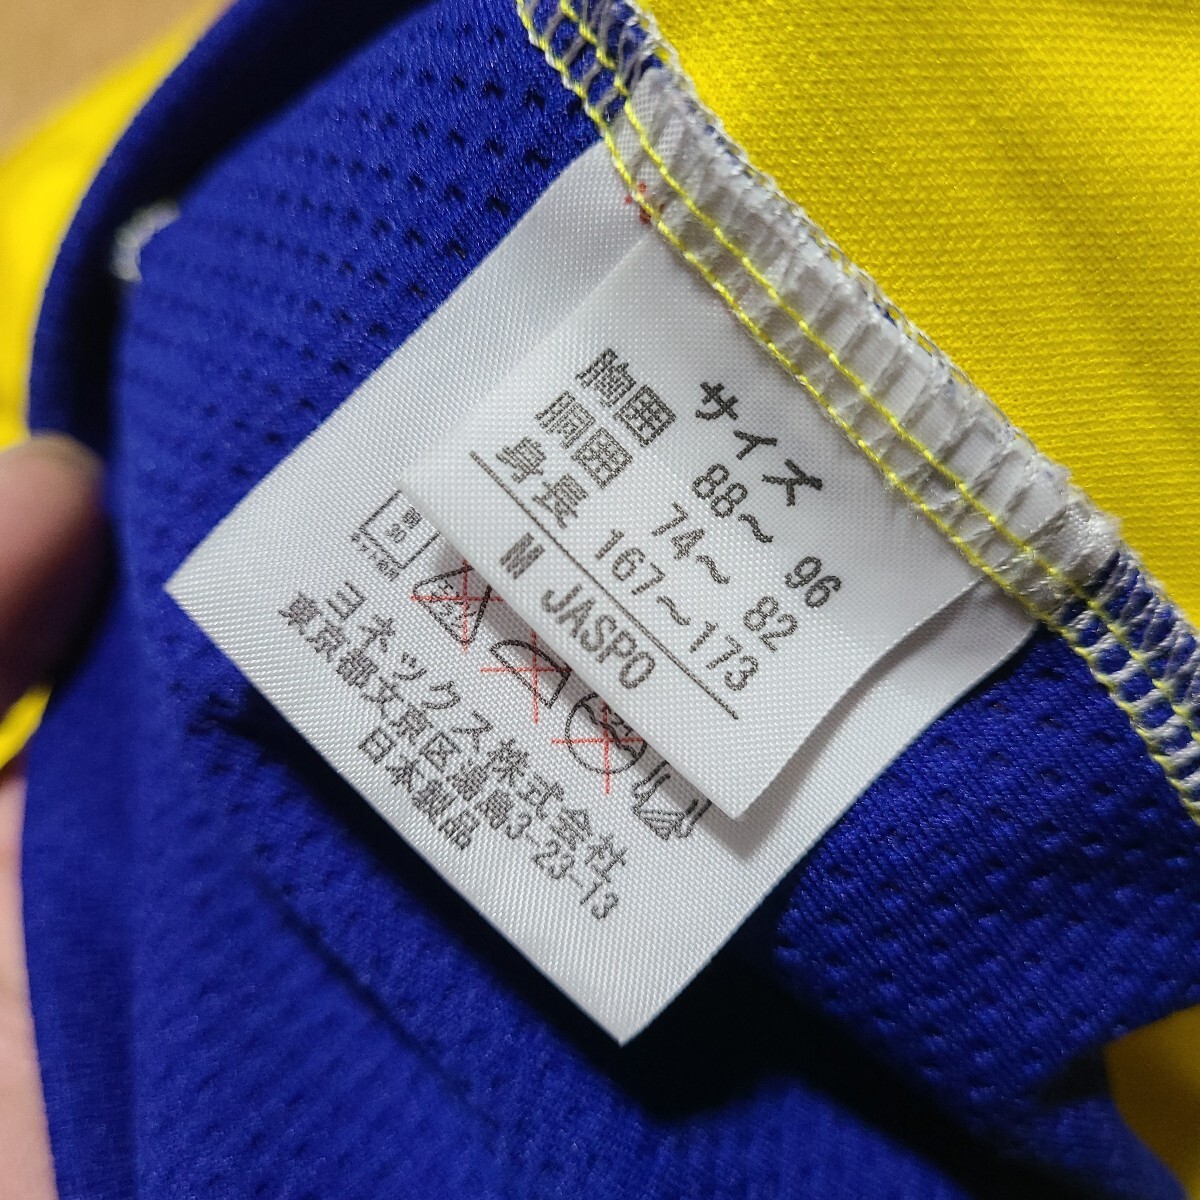 サイズ
胸囲 88～ 96
胴囲 74～ 82
身長 167～173
M JASPO
30
ヨネックス株式会社
東京都文京区湯島3-23-13
日本製品